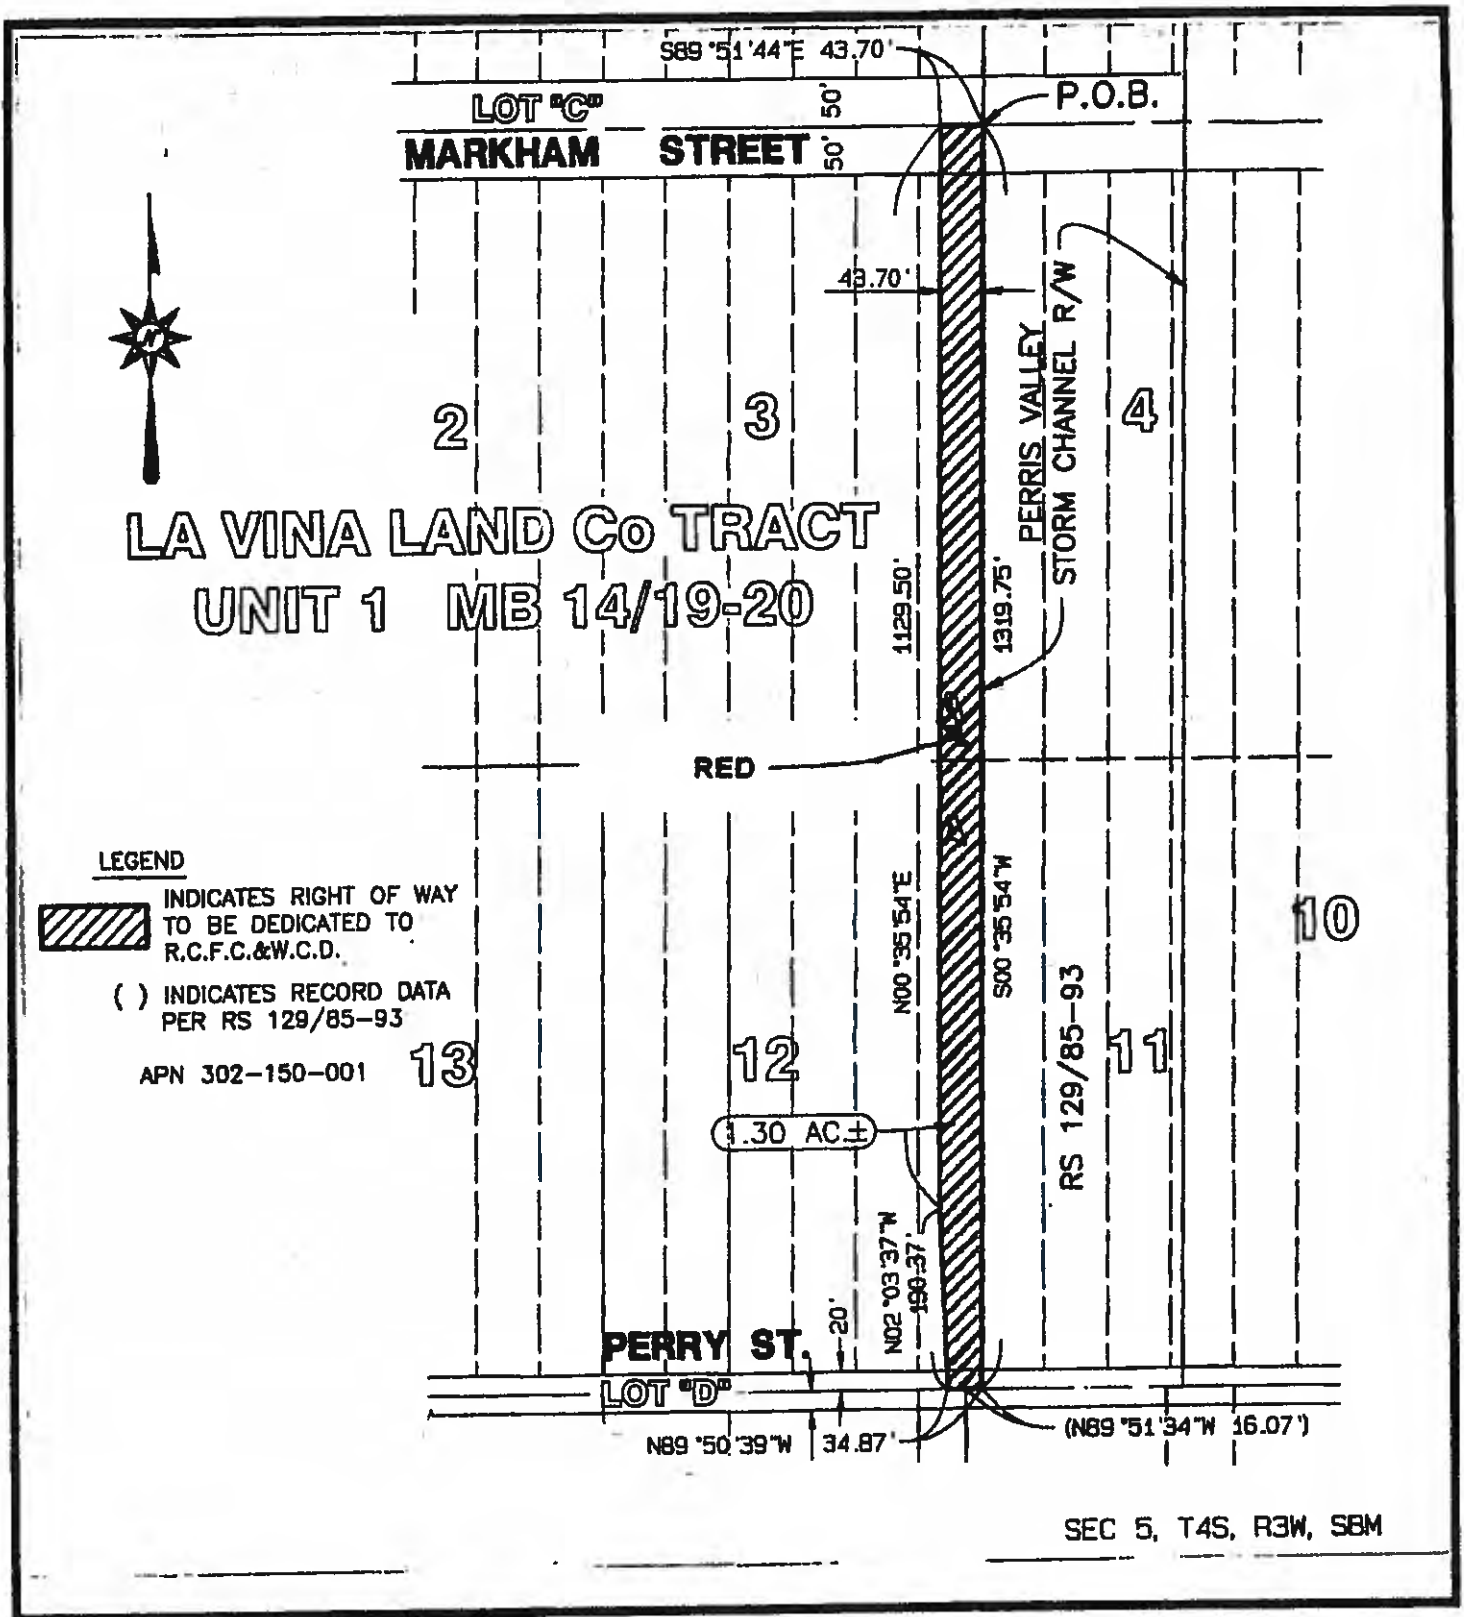 S89°51'44"E 43.70'
P.O.B.
LOT "C"
50'
MARKHAM STREET
50'
43.70'
N
PERRIS VALLEY
STORM CHANNEL R/W
2
3
4
LA VINA LAND Co TRACT
UNIT 1 MB 14/19-20
1129.50'
1319.75'
RED
LEGEND
INDICATES RIGHT OF WAY
TO BE DEDICATED TO
R.C.F.C.&W.C.D.
( ) INDICATES RECORD DATA
PER RS 129/85-93
APN 302-150-001
N00°35'54"E
S00°35'54"W
10
RS 129/85-93
13
12
11
1.30 AC.±
N02°03'37"W
190.37'
20'
PERRY ST.
LOT "D"
N89°50'39"W 34.87'
(N89°51'34"W 16.07')
SEC 5, T4S, R3W, SBM